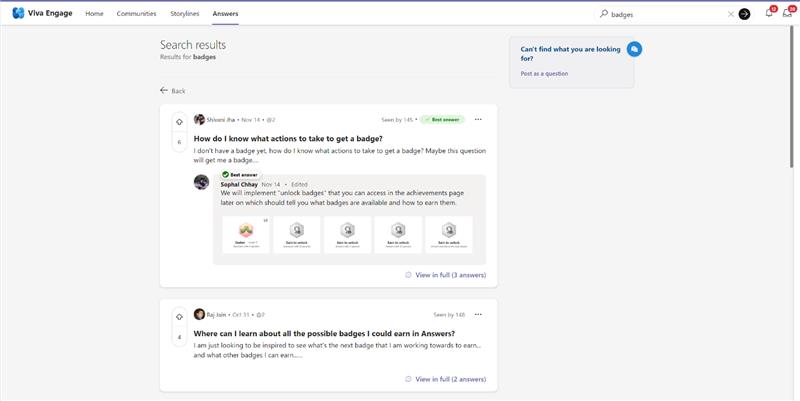 Viva Engage Home Communities Storylines Answers badges 12 20
Search results
Results for badges
Can't find what you are looking for?
Post as a question
Back
Shivani Jha • Nov 14 • @2 Seen by 145 • Best answer
6
How do I know what actions to take to get a badge?
I don't have a badge yet, how do I know what actions to take to get a badge? Maybe this question
will get me a badge....
Best answer
Sophal Chhay Nov 14 • Edited
We will implement "unlock badges" that you can access in the achievements page
later on which should tell you what badges are available and how to earn them.
Earn to unlock Earn to unlock Earn to unlock Earn to unlock
View in full (3 answers)
Raj Jain • Oct 31 • @2 Seen by 148
4
Where can I learn about all the possible badges I could earn in Answers?
I am just looking to be inspired to see what's the next badge that I am working towards to earn...
and what other badges I can earn.....
View in full (2 answers)